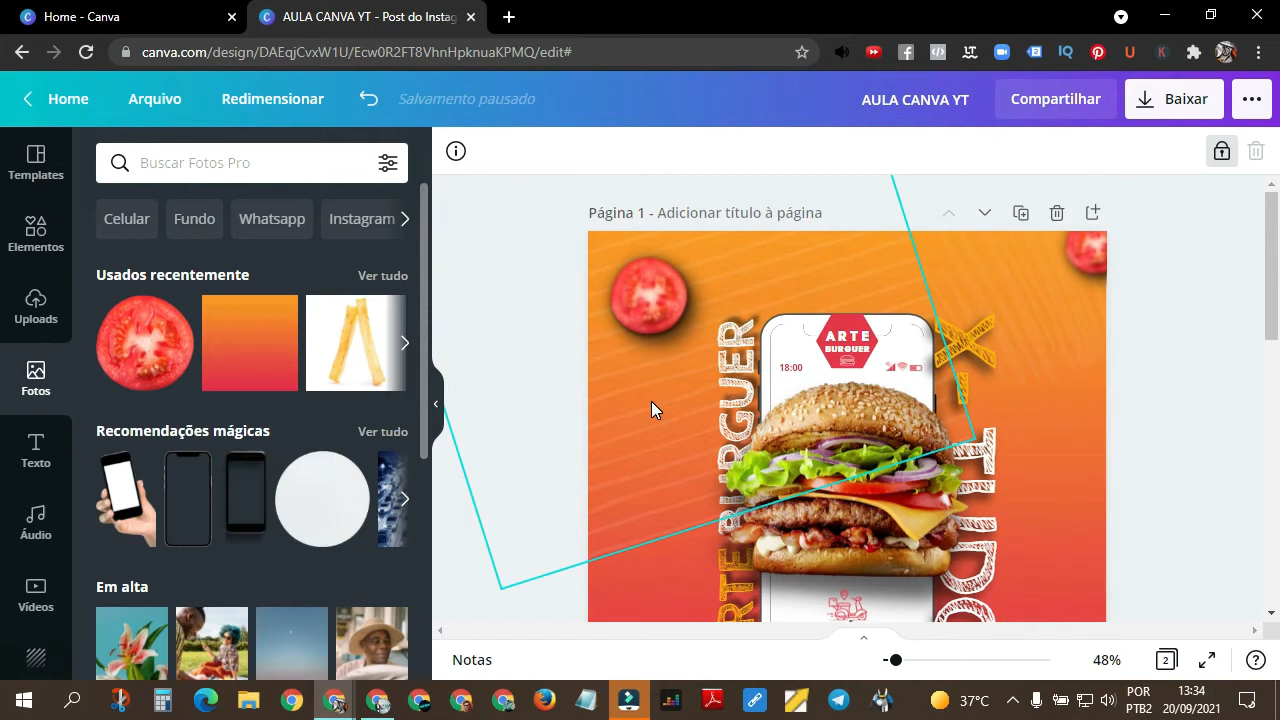 Home - Canva
AULA CANVA YT - Post do Instag
canva.com/design/DAEqjCvxW1U/Ecw0R2FT8VhnHpknuaKPMQ/edit#
Home
Arquivo
Redimensionar
Salvamento pausado
AULA CANVA YT
Compartilhar
Baixar
Templates
Elementos
Uploads
Fotos
Texto
Áudio
Vídeos
Buscar Fotos Pro
Celular
Fundo
Whatsapp
Instagram
Usados recentemente
Ver tudo
Recomendações mágicas
Ver tudo
Em alta
Página 1 - Adicionar título à página
ARTE
BURGUER
18:00
Notas
48%
2
37°C
POR
PTB2
13:34
20/09/2021